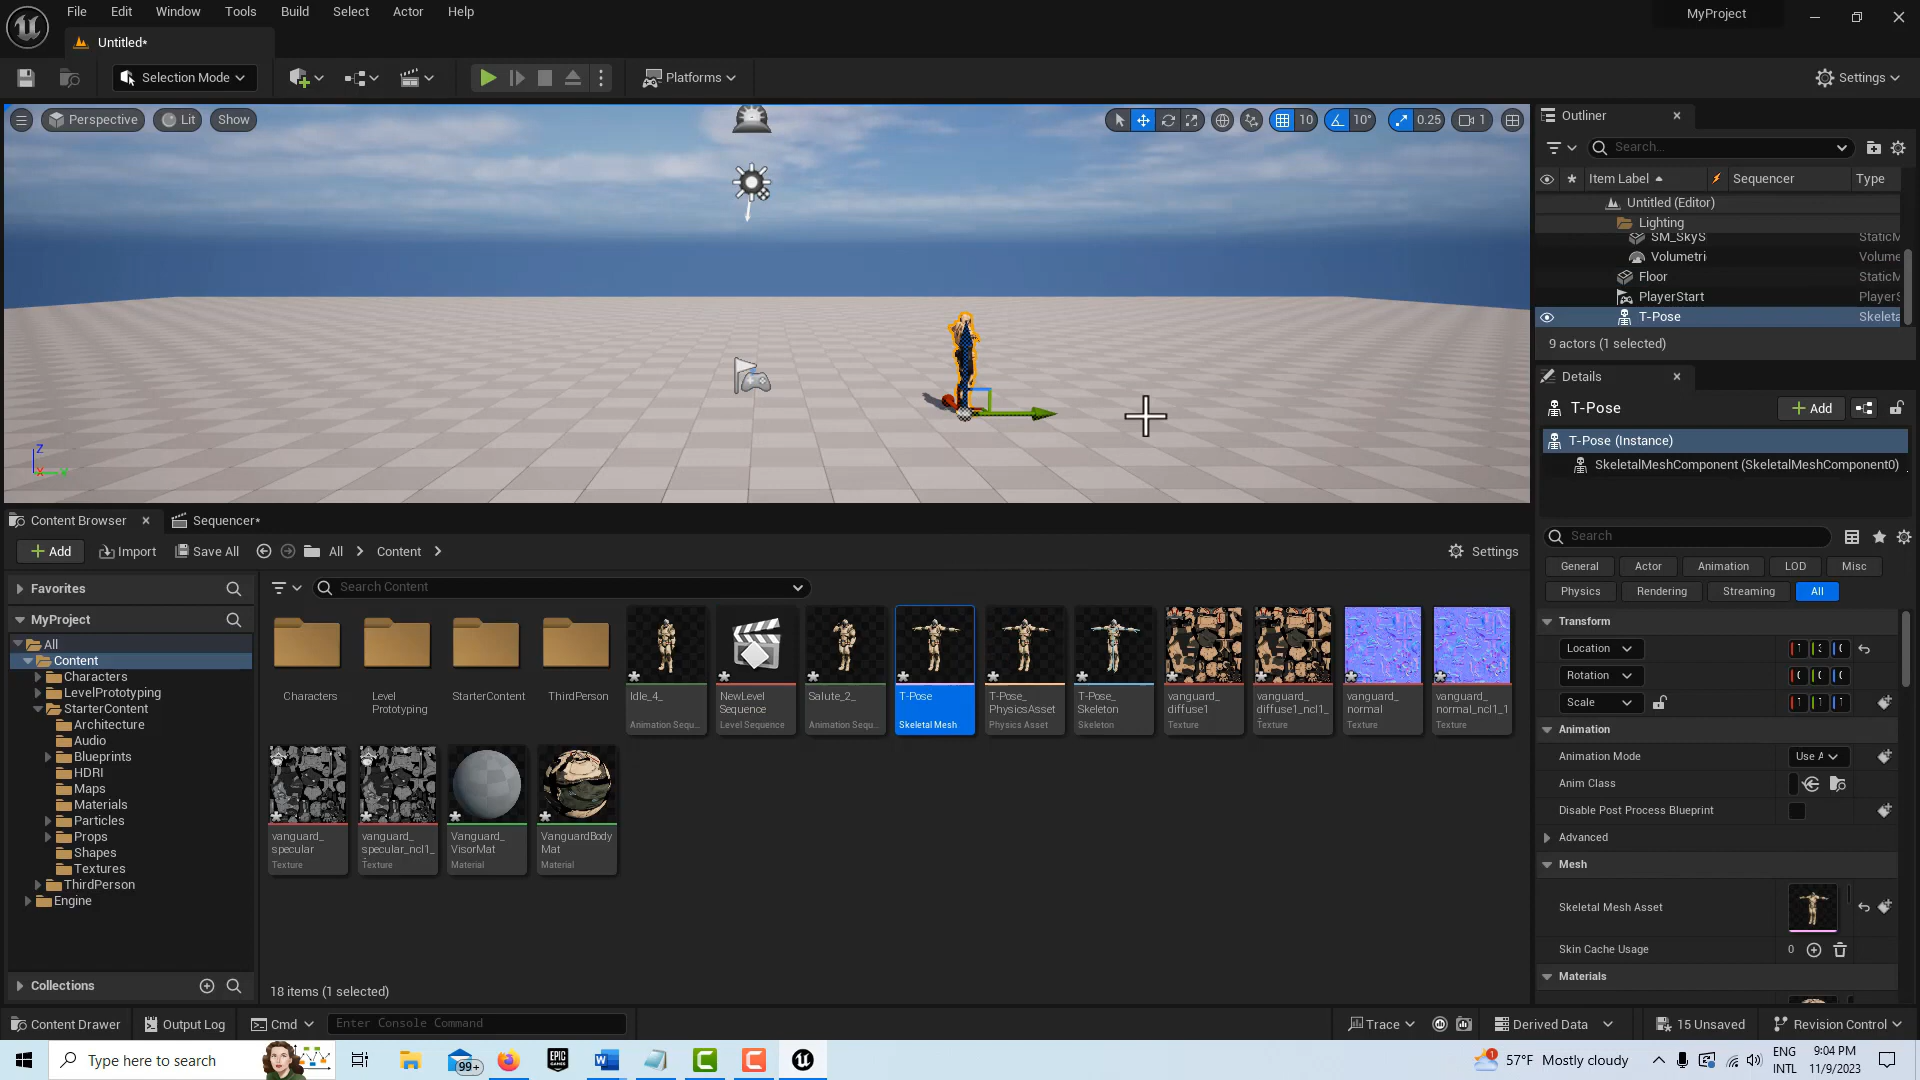 File Edit Window Tools Build Select Actor Help
MyProject
Untitled*
Selection Mode
Platforms
Settings
Perspective
Lit
Show
10
10°
0.25
1
Outliner
Search...
Item Label
Sequencer
Type
Untitled (Editor)
Lighting
SM_SkyS
StaticM
Volumetri
Volume
Floor
StaticM
PlayerStart
PlayerS
T-Pose
Skeleta
9 actors (1 selected)
Details
T-Pose
Add
T-Pose (Instance)
SkeletalMeshComponent (SkeletalMeshComponent0)
Search
General
Actor
Animation
LOD
Misc
Physics
Rendering
Streaming
All
Transform
Location
Rotation
Scale
Animation
Animation Mode
Use A
Anim Class
Disable Post Process Blueprint
Advanced
Mesh
Skeletal Mesh Asset
Skin Cache Usage
0
Materials
Z
Content Browser
Sequencer*
Add
Import
Save All
All
Content
Settings
Favorites
MyProject
All
Content
Characters
LevelPrototyping
StarterContent
Architecture
Audio
Blueprints
HDRI
Maps
Materials
Particles
Props
Shapes
Textures
ThirdPerson
Engine
Collections
Search Content
Characters
Level
Prototyping
StarterContent
ThirdPerson
Idle_4_
Animation Sequ...
NewLevel
Sequence
Level Sequence
Salute_2_
Animation Sequ...
T-Pose
Skeletal Mesh
T-Pose_
PhysicsAsset
Physics Asset
T-Pose_
Skeleton
Skeleton
vanguard_
diffuse1
Texture
vanguard_
diffuse1_ncl1_
Texture
vanguard_
normal
Texture
vanguard_
normal_ncl1_1
Texture
vanguard_
specular
Texture
vanguard_
specular_ncl1_
Texture
Vanguard_
VisorMat
Material
VanguardBody
Mat
Material
18 items (1 selected)
Content Drawer
Output Log
Cmd
Enter Console Command
Trace
Derived Data
15 Unsaved
Revision Control
Type here to search
99+
EPIC
GAMES
1
57°F Mostly cloudy
ENG
INTL
9:04 PM
11/9/2023